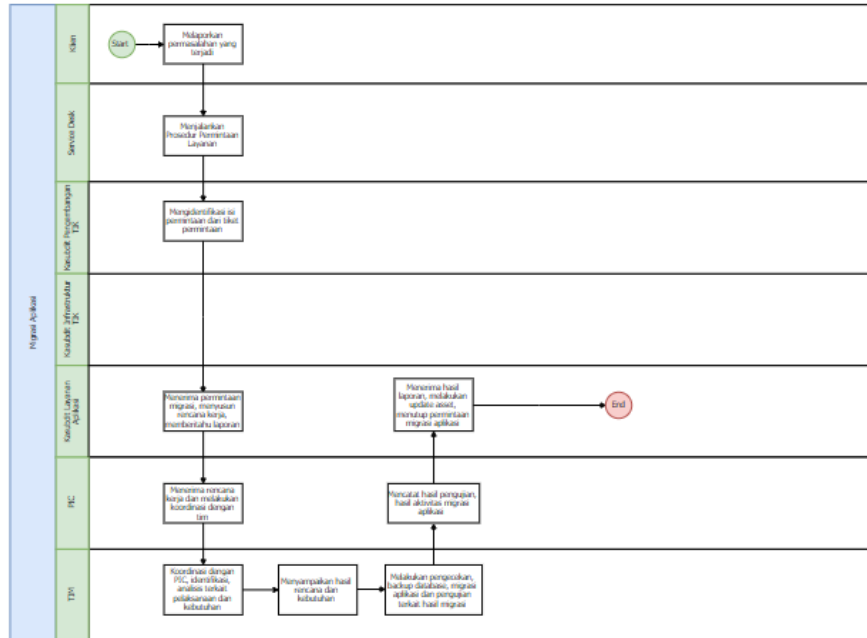 Migrasi Aplikasi
Klien
Start
Melaporkan
permasalahan yang
terjadi
Service Desk
Menjalankan
Prosedur Permintaan
Layanan
Kasubdit Pengembangan
TIK
Mengidentifikasi isi
permintaan dari tiket
permintaan
Kasubdit Infrastruktur
TIK
Kasubdit Layanan
Aplikasi
Menerima permintaan
migrasi, menyusun
rencana kerja,
memberitahu laporan
Menerima hasil
laporan, melakukan
update asset,
menutup permintaan
migrasi aplikasi
End
PIC
Menerima rencana
kerja dan melakukan
koordinasi dengan
tim
Mencatat hasil pengujian,
hasil aktivitas migrasi
aplikasi
TIM
Koordinasi dengan
PIC, identifikasi,
analisis terkait
pelaksanaan dan
kebutuhan
Menyampaikan hasil
rencana dan
kebutuhan
Melakukan pengecekan,
backup database, migrasi
aplikasi dan pengujian
terkait hasil migrasi